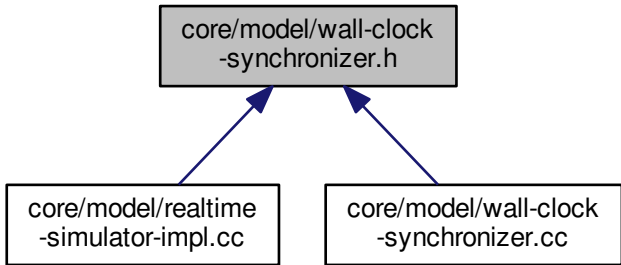 core/model/wall-clock
-synchronizer.h
core/model/realtime
-simulator-impl.cc
core/model/wall-clock
-synchronizer.cc